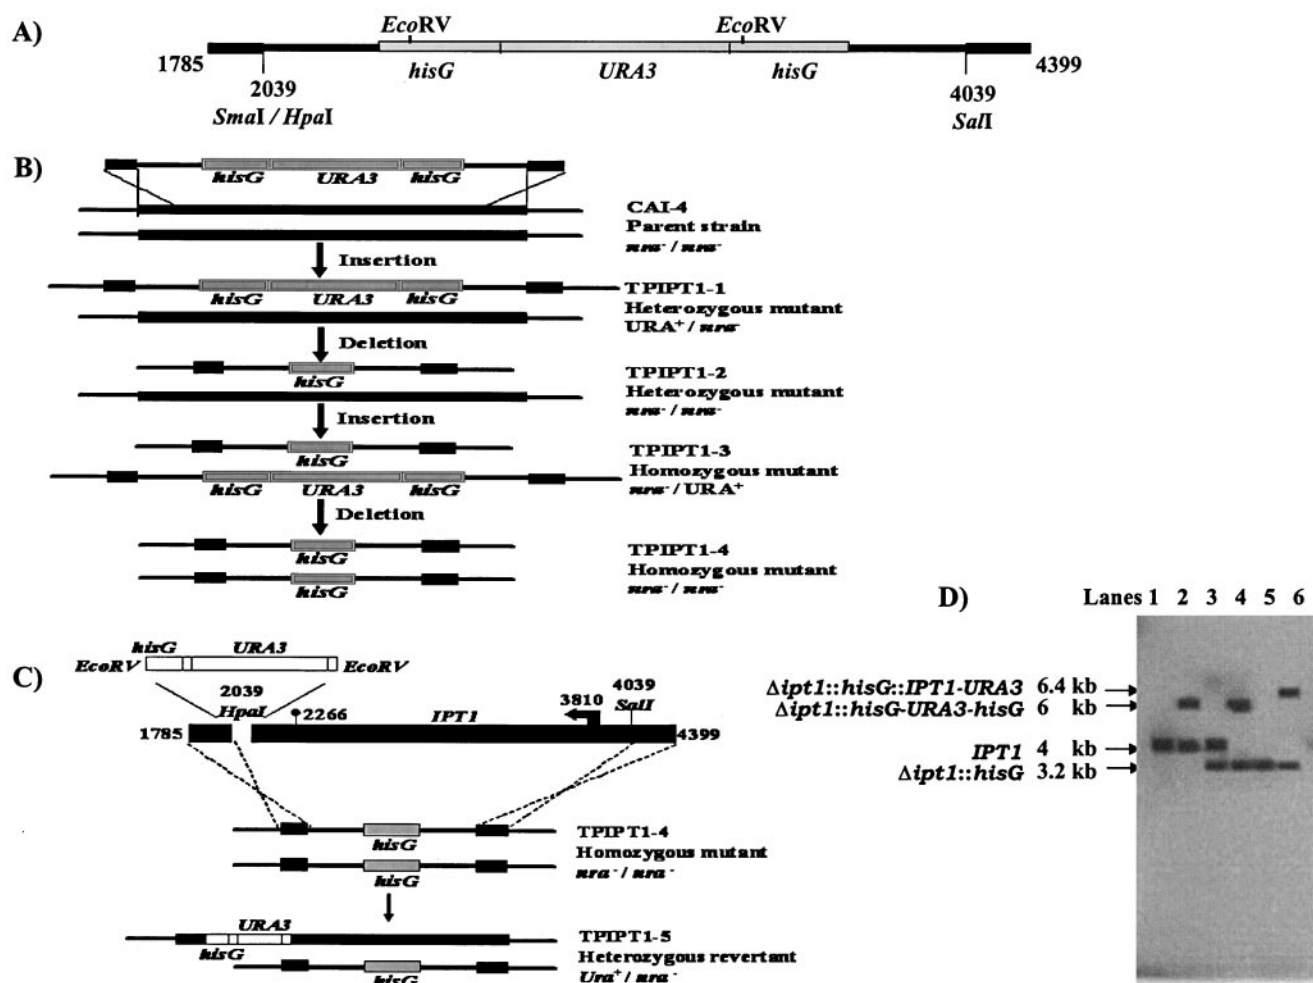 A)
EcoRV EcoRV
1785 hisG URA3 hisG 4399
2039 4039
SmaI / HpaI SalI
B)
hisG URA3 hisG
CAI-4
Parent strain
ura- / ura-
Insertion
hisG URA3 hisG
TPIPT1-1
Heterozygous mutant
URA+ / ura-
Deletion
hisG
TPIPT1-2
Heterozygous mutant
ura- / ura-
Insertion
hisG
TPIPT1-3
Homozygous mutant
ura- / URA+
hisG URA3 hisG
Deletion
hisG
TPIPT1-4
Homozygous mutant
ura- / ura-
hisG
C)
hisG URA3
EcoRV EcoRV
2039
HpaI
2266 IPT1 3810 4039
SalI
1785 4399
TPIPT1-4
hisG
Homozygous mutant
ura- / ura-
hisG
URA3
TPIPT1-5
hisG
Heterozygous revertant
Ura+ / ura-
hisG
D) Lanes 1 2 3 4 5 6
Δipt1::hisG::IPT1-URA3 6.4 kb
Δipt1::hisG-URA3-hisG 6 kb
IPT1 4 kb
Δipt1::hisG 3.2 kb